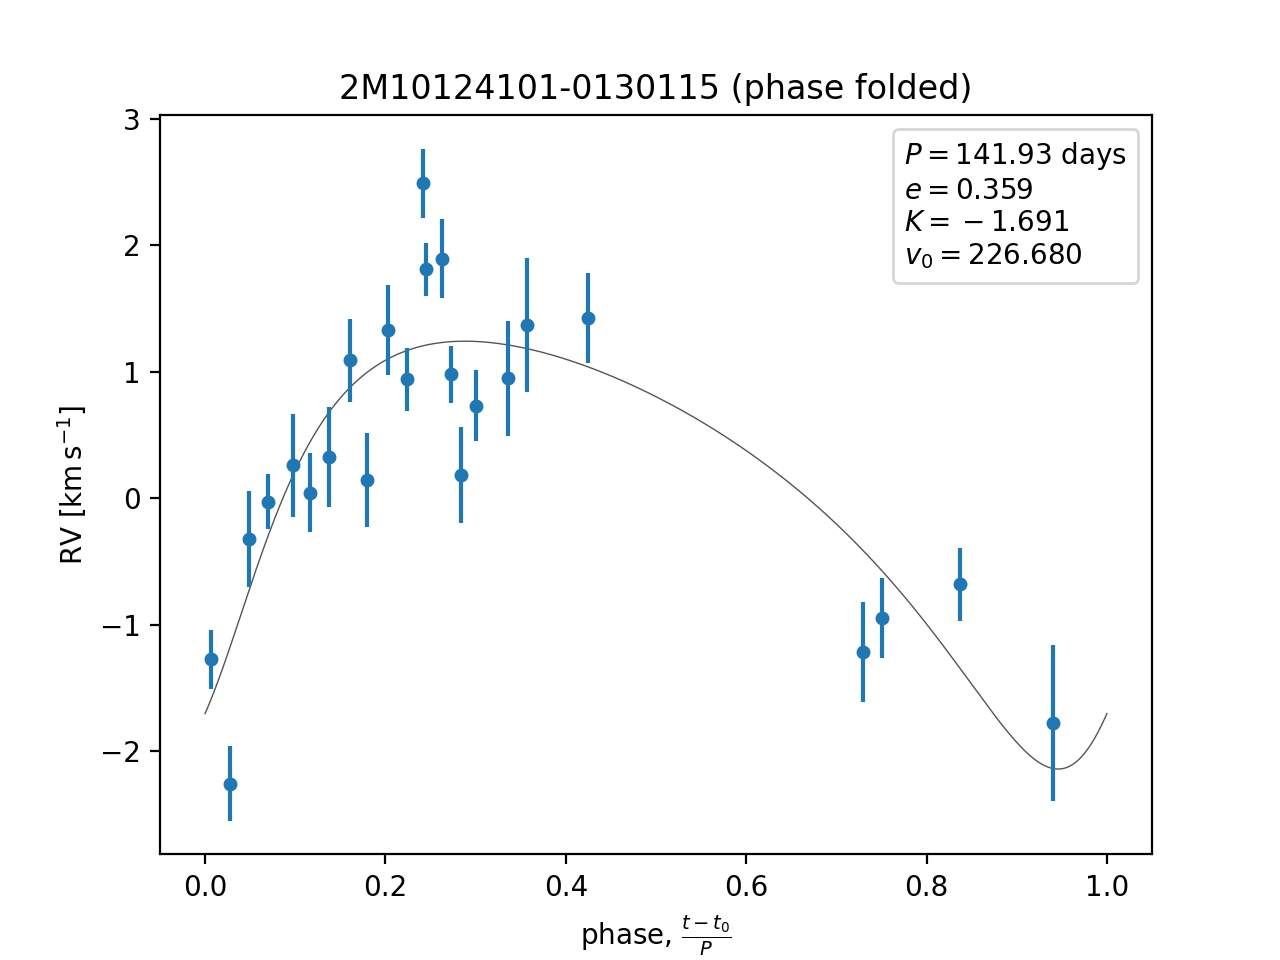 2M10124101-0130115 (phase folded)
P = 141.93 days
e = 0.359
K = −1.691
v₀ = 226.680
3
2
1
0
−1
−2
RV [km s⁻¹]
0.0 0.2 0.4 0.6 0.8 1.0
phase, (t − t₀)/P